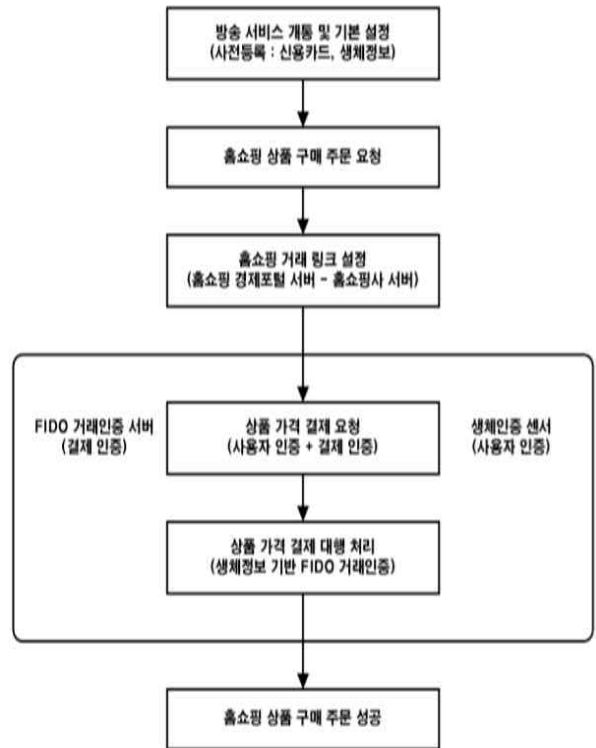 방송 서비스 개통 및 기본 설정
(사전등록 : 신용카드, 생체정보)
홈쇼핑 상품 구매 주문 요청
홈쇼핑 거래 링크 설정
(홈쇼핑 경제포털 서버 - 홈쇼핑사 서버)
FIDO 거래인증 서버
(결제 인증)
상품 가격 결제 요청
(사용자 인증 + 결제 인증)
생체인증 센서
(사용자 인증)
상품 가격 결제 대행 처리
(생체정보 기반 FIDO 거래인증)
홈쇼핑 상품 구매 주문 성공